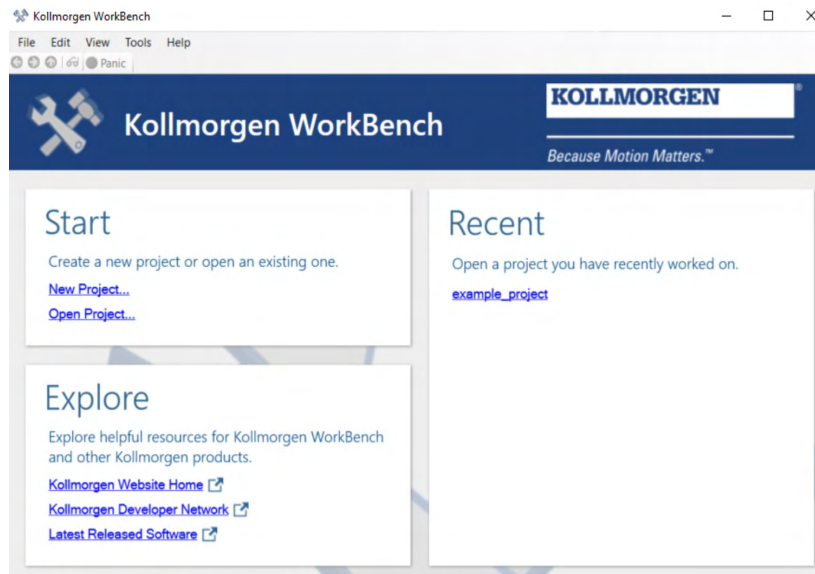 Kollmorgen WorkBench
File Edit View Tools Help
Panic
Kollmorgen WorkBench
KOLLMORGEN®
Because Motion Matters.™
Start
Create a new project or open an existing one.
New Project...
Open Project...
Explore
Explore helpful resources for Kollmorgen WorkBench
and other Kollmorgen products.
Kollmorgen Website Home
Kollmorgen Developer Network
Latest Released Software
Recent
Open a project you have recently worked on.
example_project